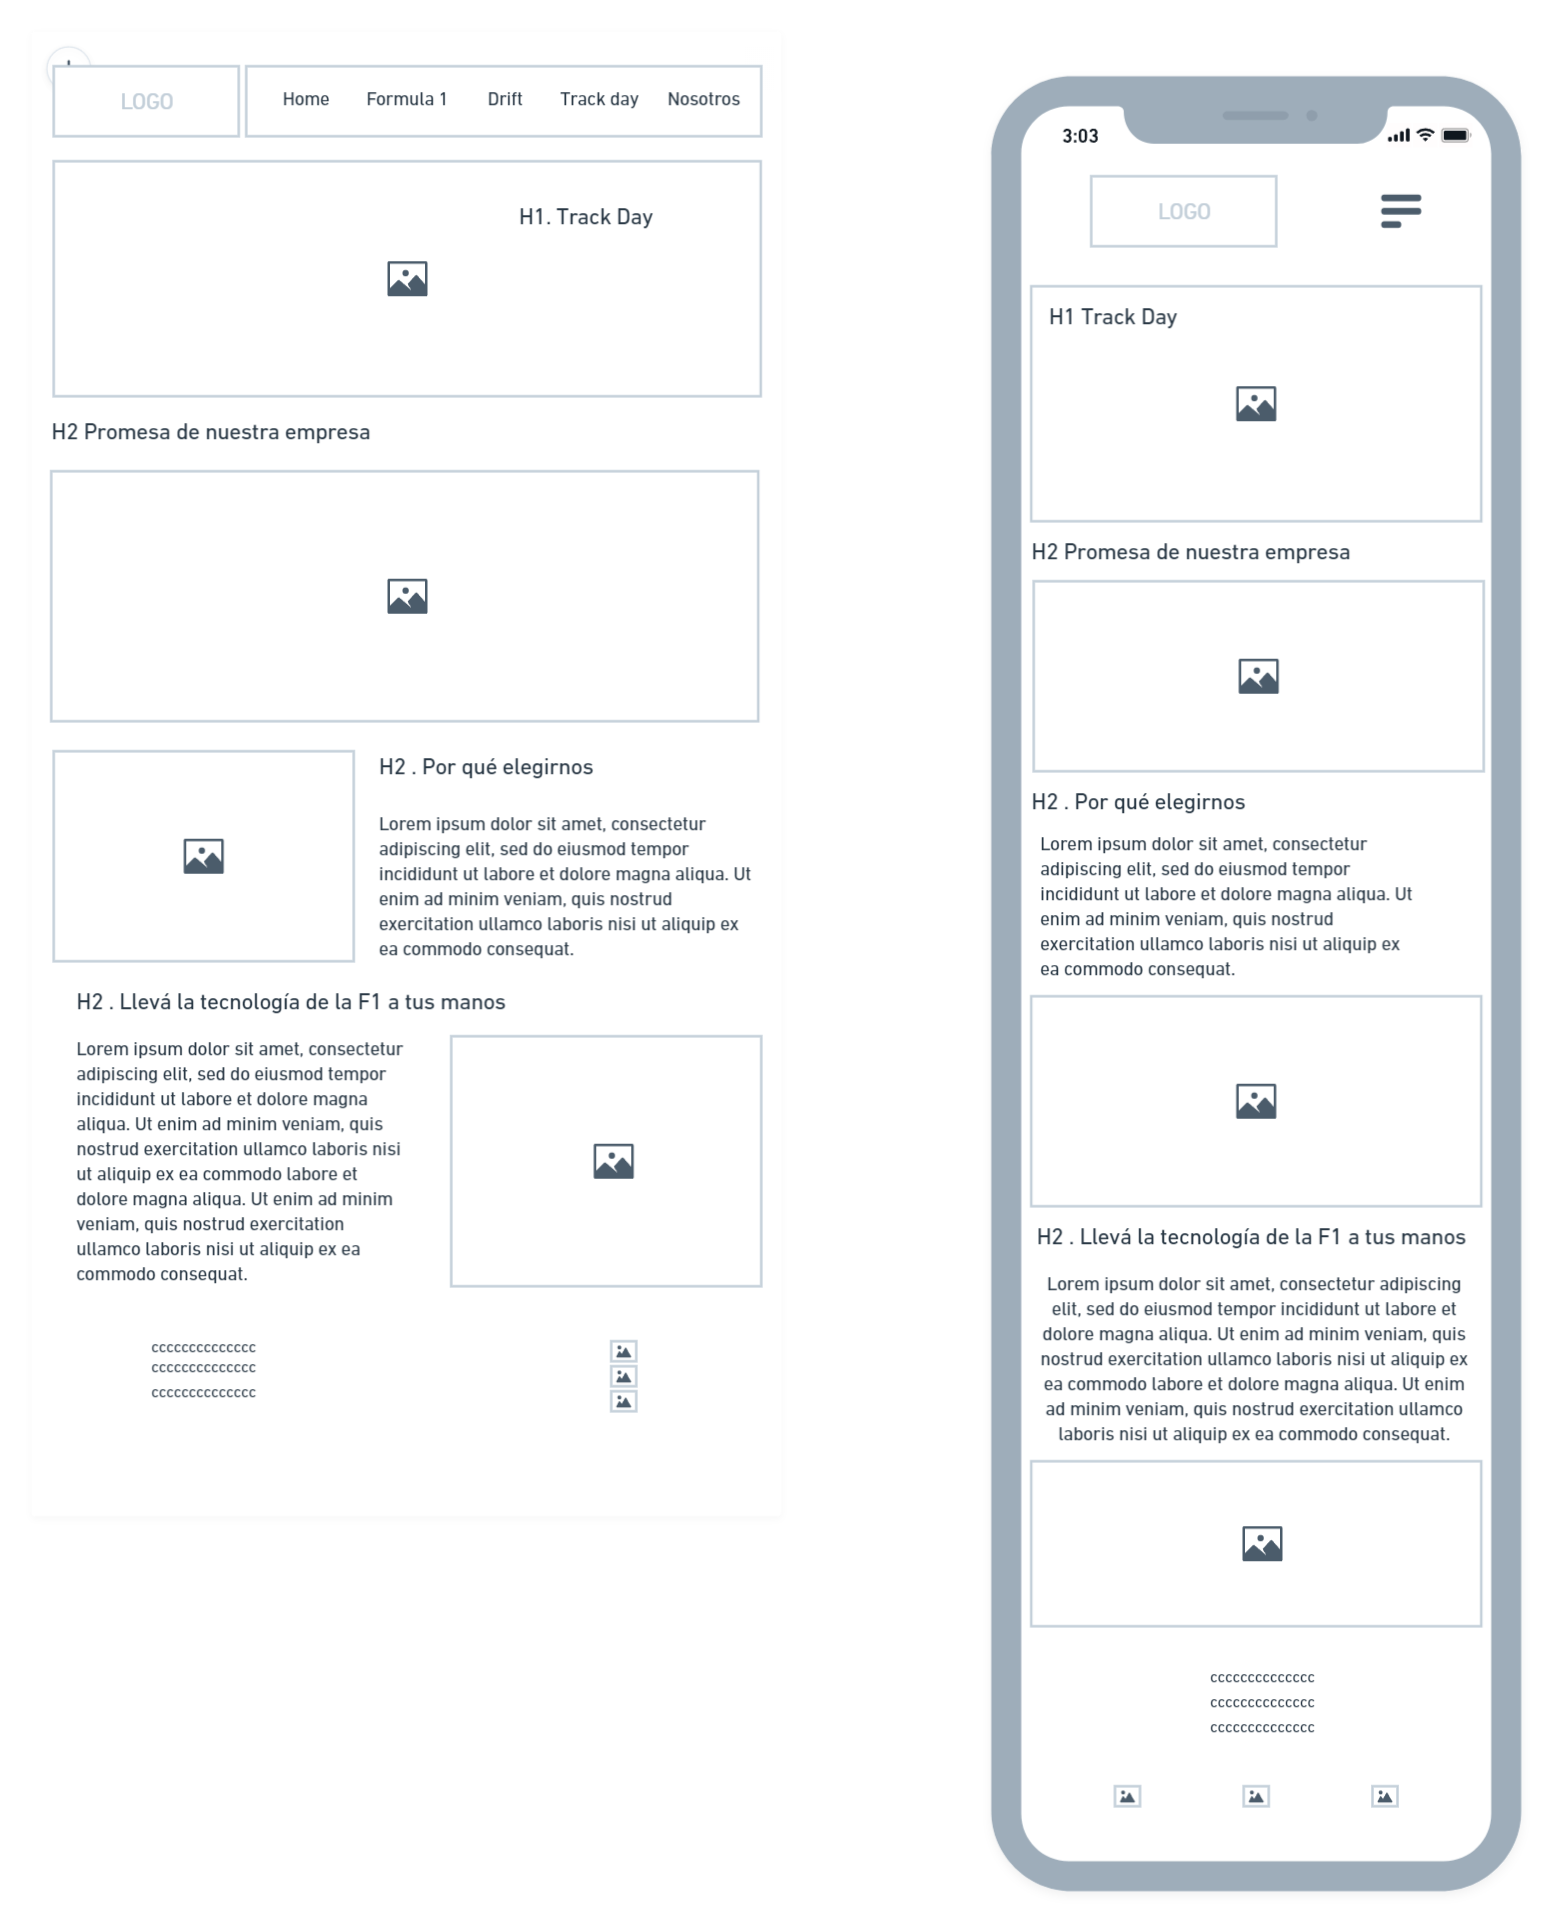 LOGO
Home Formula 1 Drift Track day Nosotros
H1. Track Day
H2 Promesa de nuestra empresa
H2 . Por qué elegirnos
Lorem ipsum dolor sit amet, consectetur
adipiscing elit, sed do eiusmod tempor
incididunt ut labore et dolore magna aliqua. Ut
enim ad minim veniam, quis nostrud
exercitation ullamco laboris nisi ut aliquip ex
ea commodo consequat.
H2 . Llevá la tecnología de la F1 a tus manos
Lorem ipsum dolor sit amet, consectetur
adipiscing elit, sed do eiusmod tempor
incididunt ut labore et dolore magna
aliqua. Ut enim ad minim veniam, quis
nostrud exercitation ullamco laboris nisi
ut aliquip ex ea commodo labore et
dolore magna aliqua. Ut enim ad minim
veniam, quis nostrud exercitation
ullamco laboris nisi ut aliquip ex ea
commodo consequat.
cccccccccccccc
cccccccccccccc
cccccccccccccc
3:03
LOGO
H1 Track Day
H2 Promesa de nuestra empresa
H2 . Por qué elegirnos
Lorem ipsum dolor sit amet, consectetur
adipiscing elit, sed do eiusmod tempor
incididunt ut labore et dolore magna aliqua. Ut
enim ad minim veniam, quis nostrud
exercitation ullamco laboris nisi ut aliquip ex
ea commodo consequat.
H2 . Llevá la tecnología de la F1 a tus manos
Lorem ipsum dolor sit amet, consectetur adipiscing
elit, sed do eiusmod tempor incididunt ut labore et
dolore magna aliqua. Ut enim ad minim veniam, quis
nostrud exercitation ullamco laboris nisi ut aliquip ex
ea commodo labore et dolore magna aliqua. Ut enim
ad minim veniam, quis nostrud exercitation ullamco
laboris nisi ut aliquip ex ea commodo consequat.
cccccccccccccc
cccccccccccccc
cccccccccccccc